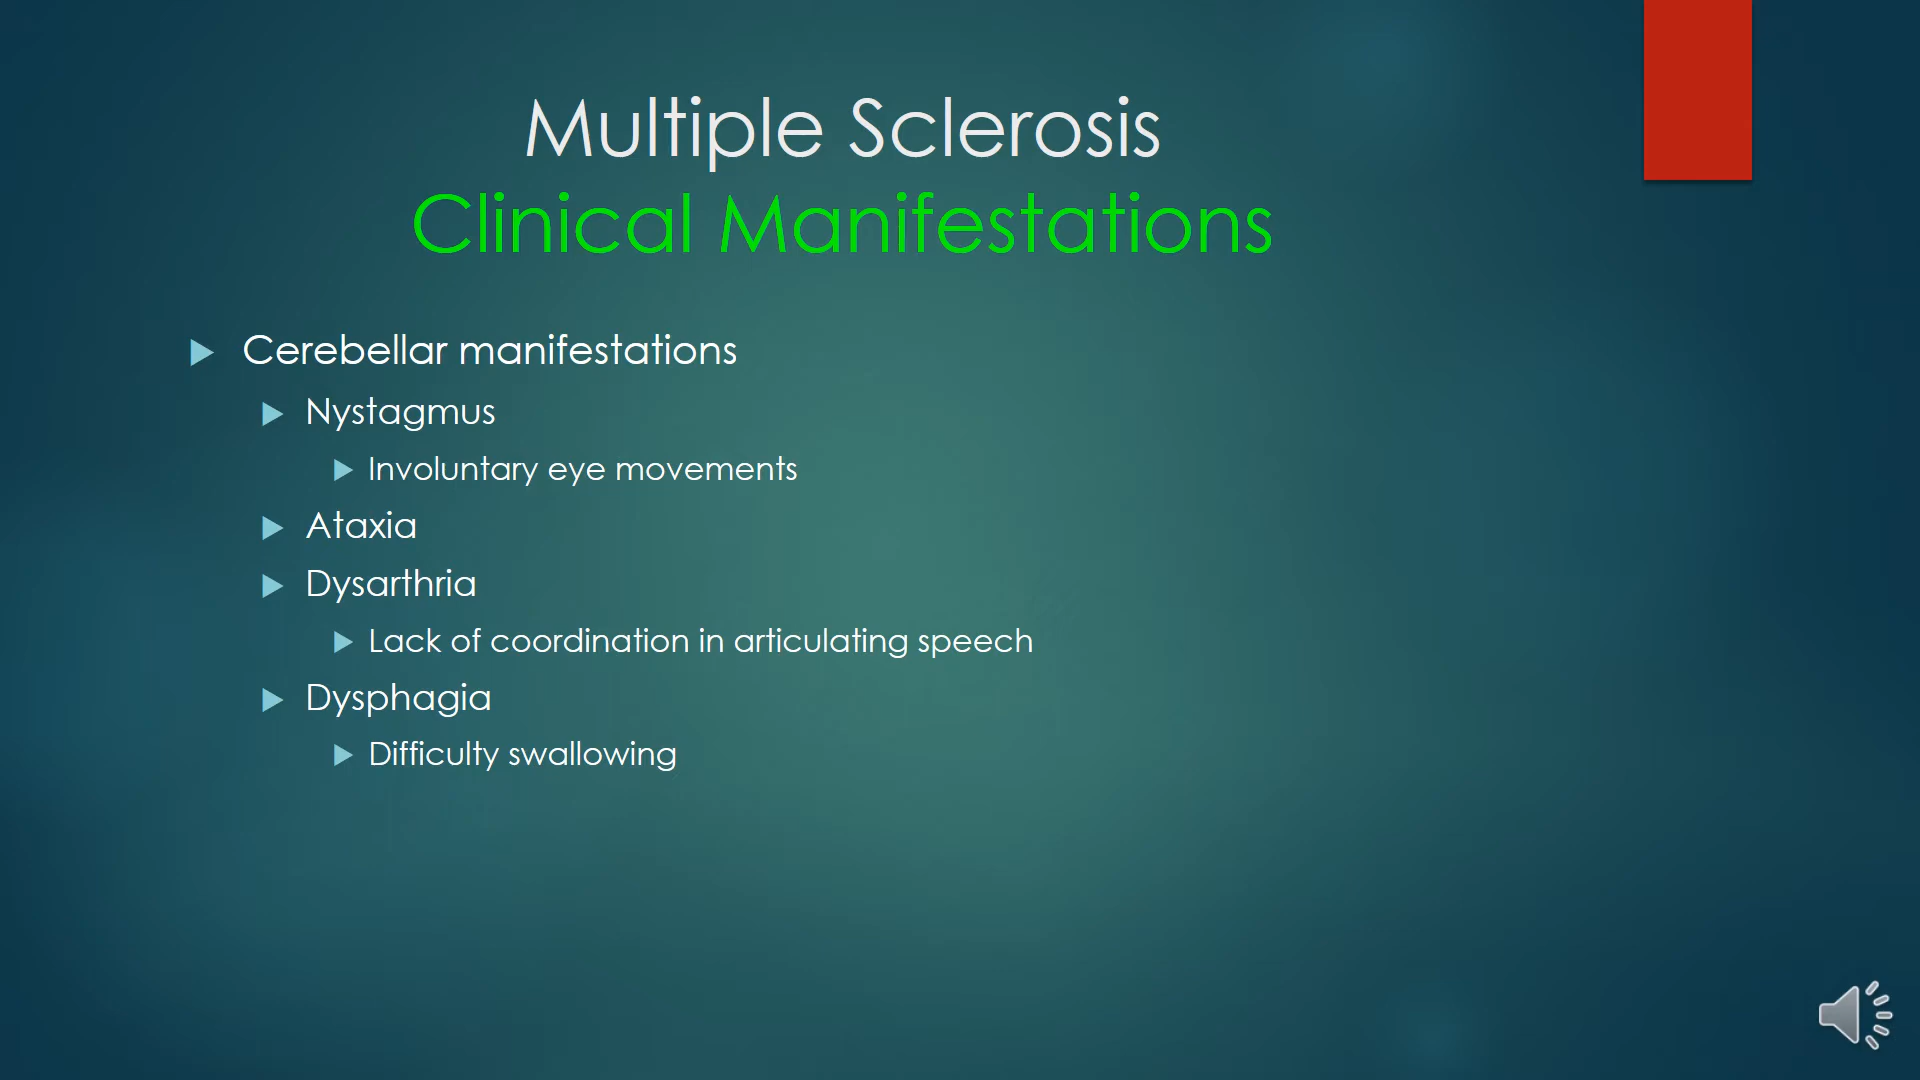 Multiple Sclerosis
Clinical Manifestations
Cerebellar manifestations
Nystagmus
Involuntary eye movements
Ataxia
Dysarthria
Lack of coordination in articulating speech
Dysphagia
Difficulty swallowing